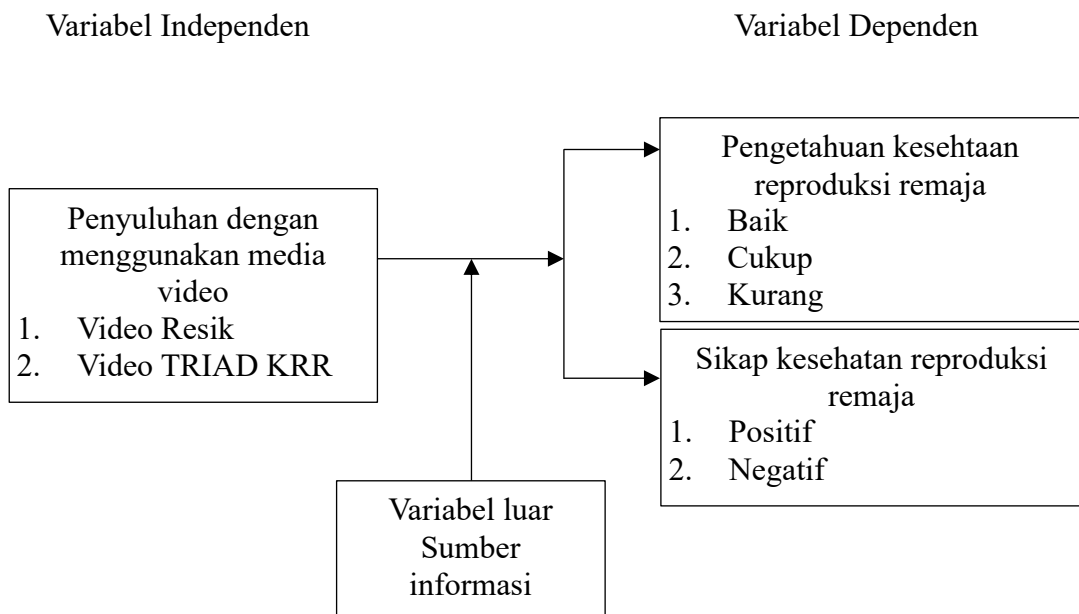 Variabel Independen
Variabel Dependen
Penyuluhan dengan
menggunakan media
video
1. Video Resik
2. Video TRIAD KRR
Pengetahuan kesehtaan
reproduksi remaja
1. Baik
2. Cukup
3. Kurang
Sikap kesehatan reproduksi
remaja
1. Positif
2. Negatif
Variabel luar
Sumber
informasi